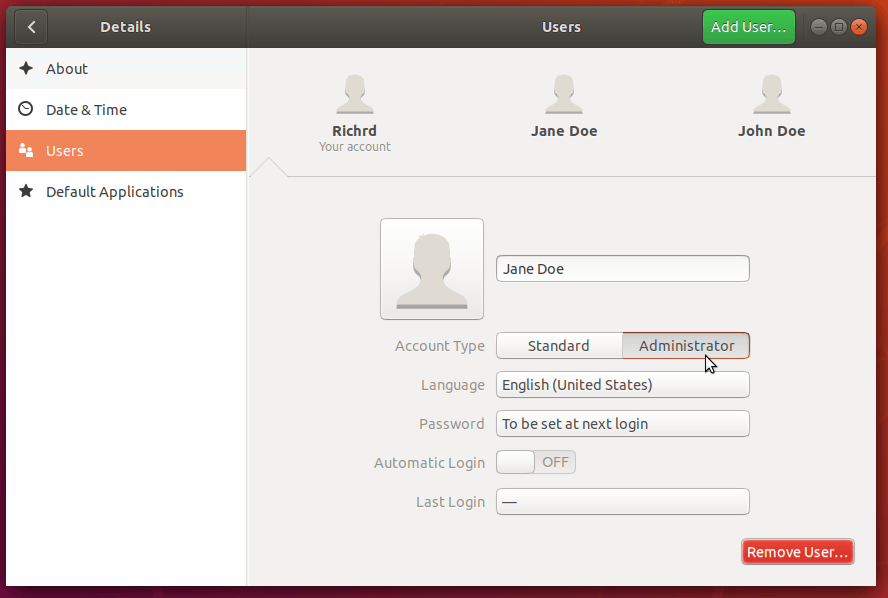 Details
Users
Add User...
About
Date & Time
Users
Default Applications
Richrd
Your account
Jane Doe
John Doe
Jane Doe
Account Type
Standard
Administrator
Language
English (United States)
Password
To be set at next login
Automatic Login
OFF
Last Login
—
Remove User...